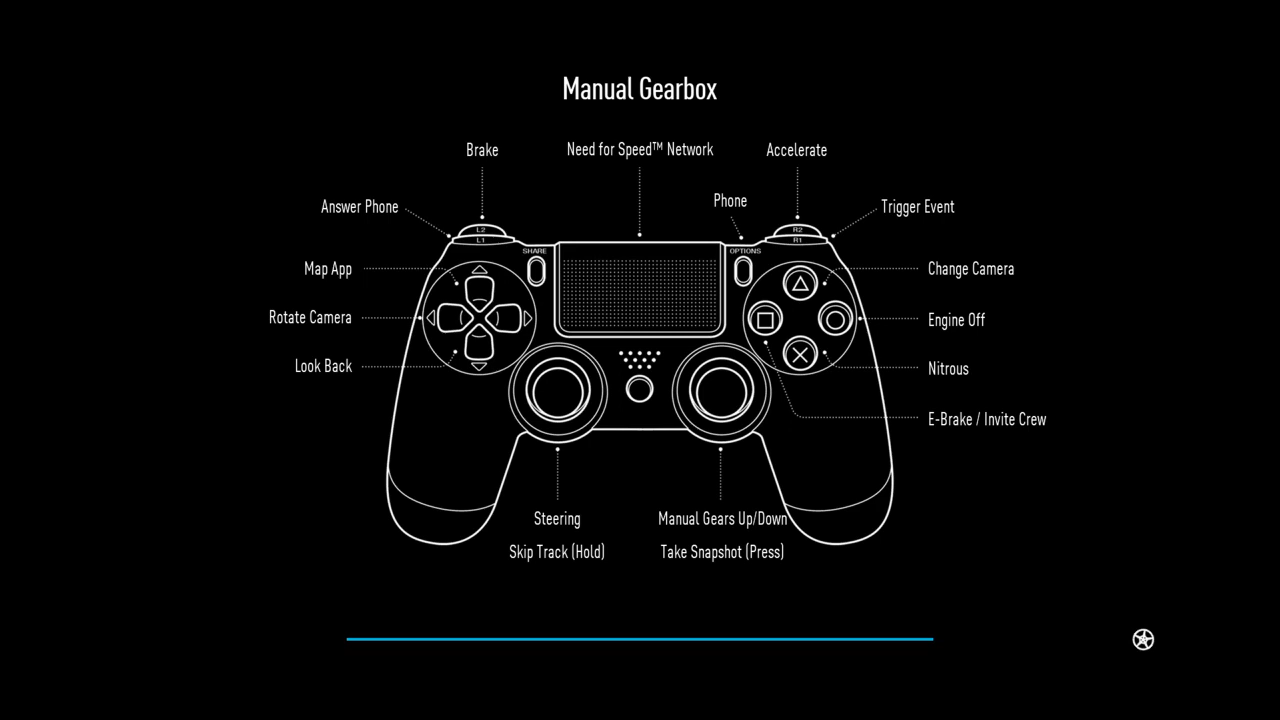 Manual Gearbox
Brake
Need for Speed™ Network
Accelerate
Phone
Answer Phone
Trigger Event
L2
R2
L1
R1
SHARE
OPTIONS
Map App
Change Camera
Rotate Camera
Engine Off
Look Back
Nitrous
E-Brake / Invite Crew
Steering
Manual Gears Up/Down
Skip Track (Hold)
Take Snapshot (Press)